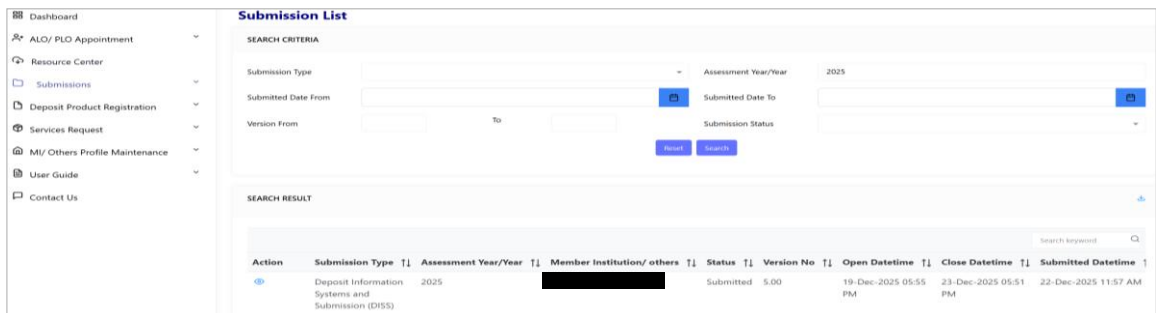 Dashboard
ALO/ PLO Appointment
Resource Center
Submissions
Deposit Product Registration
Services Request
MI/ Others Profile Maintenance
User Guide
Contact Us
Submission List
SEARCH CRITERIA
Submission Type
Assessment Year/Year 2025
Submitted Date From
Submitted Date To
Version From To
Submission Status
Reset Search
SEARCH RESULT
Search keyword
Action Submission Type Assessment Year/Year Member Institution/ others Status Version No Open Datetime Close Datetime Submitted Datetime
Deposit Information 2025 Submitted 5.00 19-Dec-2025 05:55 23-Dec-2025 05:51 22-Dec-2025 11:57 AM
Systems and PM PM
Submission (DISS)